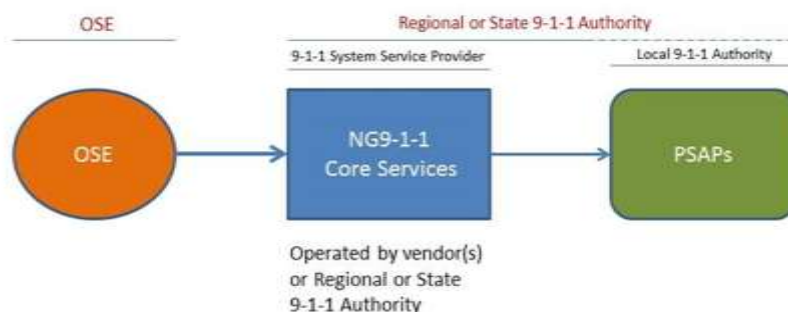 OSE
Regional or State 9-1-1 Authority
9-1-1 System Service Provider
Local 9-1-1 Authority
OSE
NG9-1-1
Core Services
PSAPs
Operated by vendor(s)
or Regional or State
9-1-1 Authority